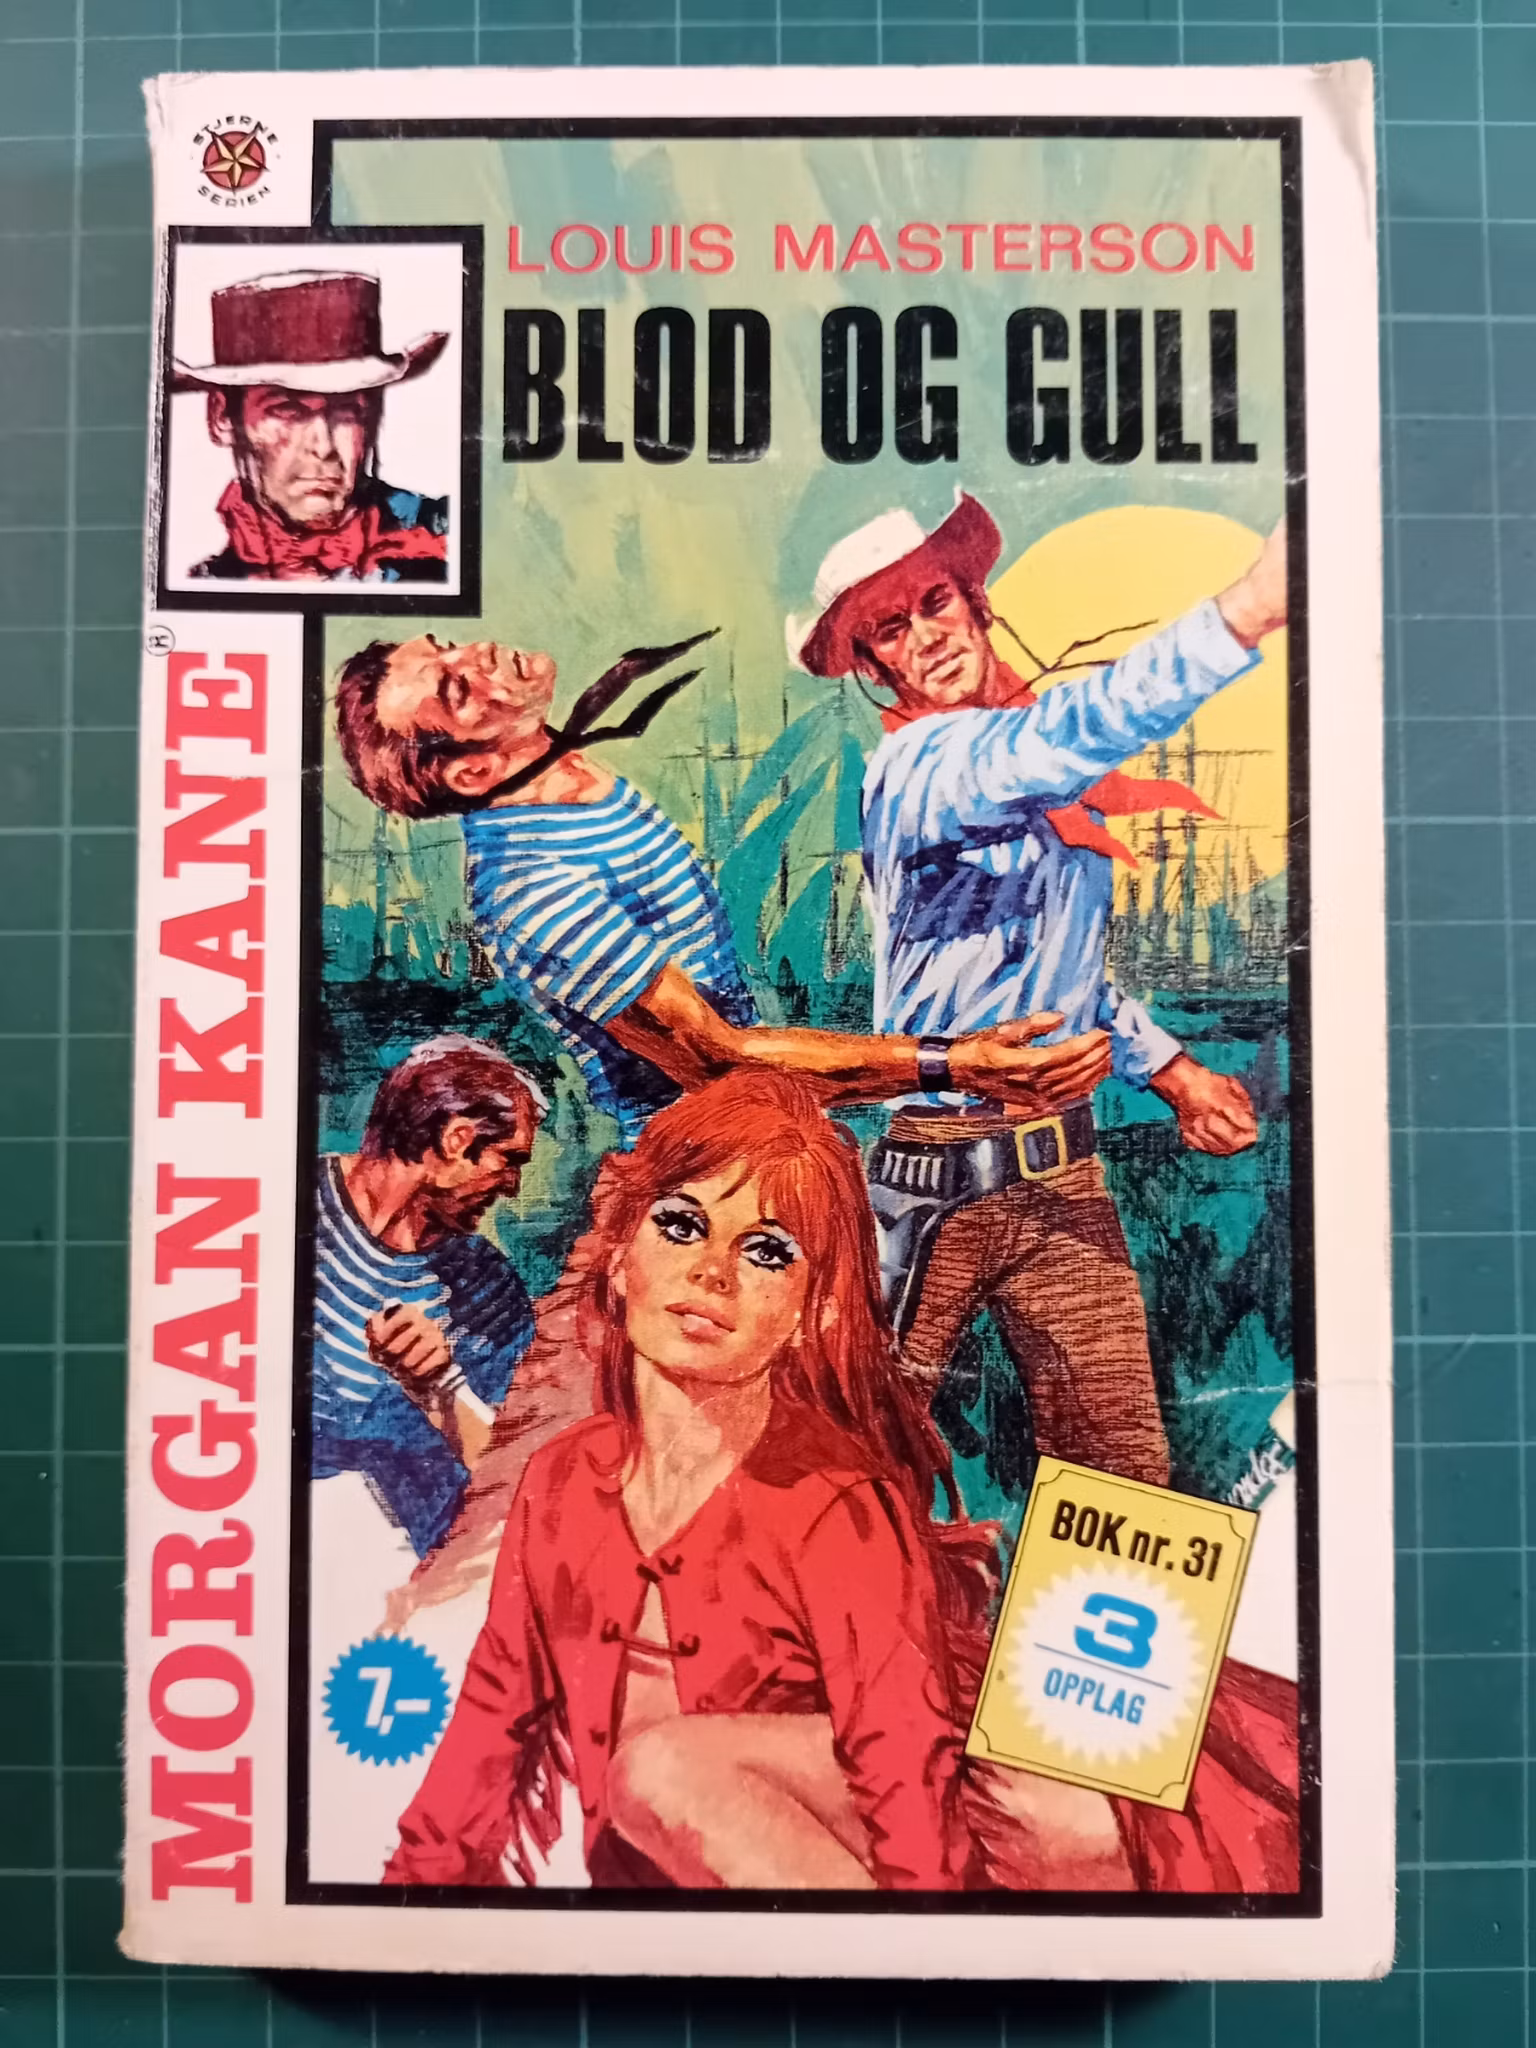 STJERNE
SERIEN
LOUIS MASTERSON
BLOD OG GULL
MORGAN KANE®
BOK nr. 31
3
OPPLAG
7,-